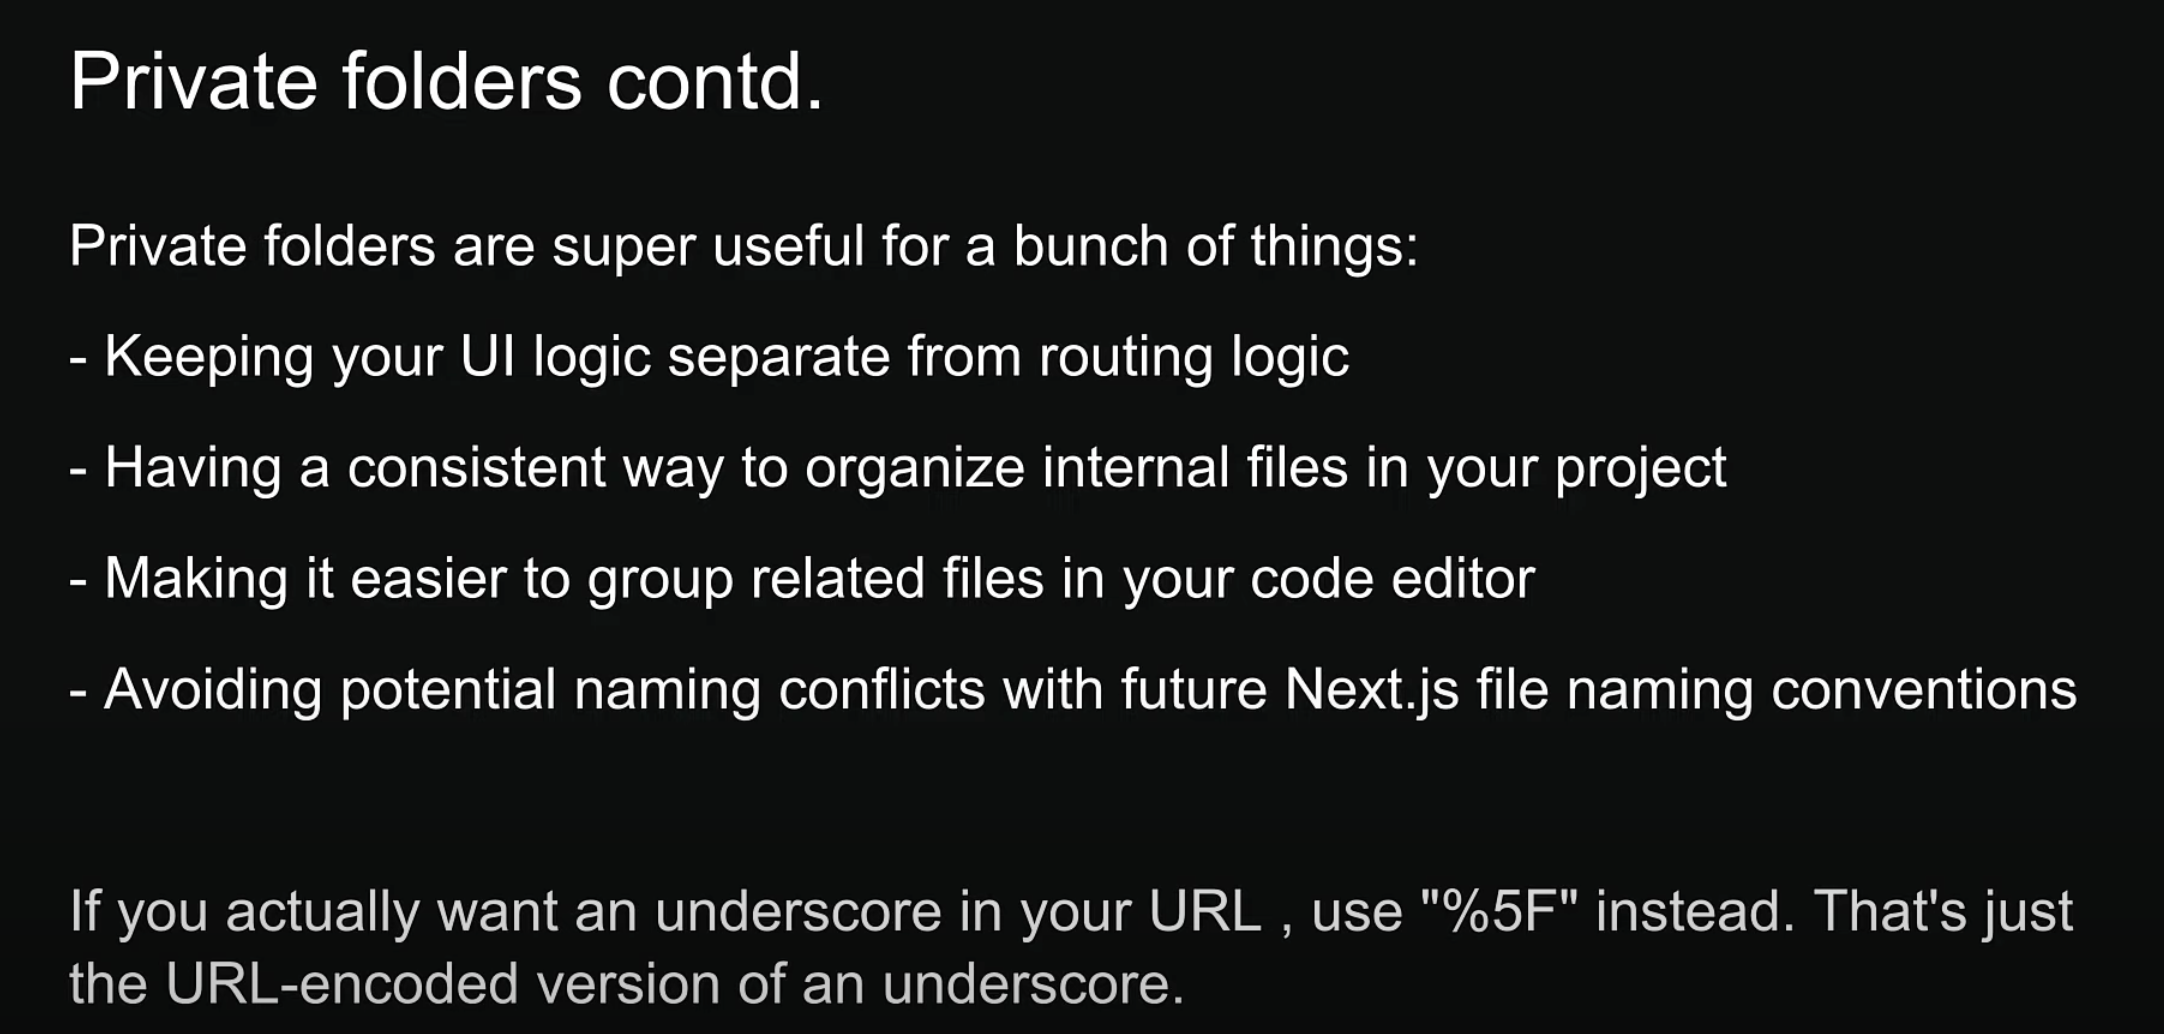 Private folders contd.
Private folders are super useful for a bunch of things:
- Keeping your UI logic separate from routing logic
- Having a consistent way to organize internal files in your project
- Making it easier to group related files in your code editor
- Avoiding potential naming conflicts with future Next.js file naming conventions
If you actually want an underscore in your URL , use "%5F" instead. That's just
the URL-encoded version of an underscore.